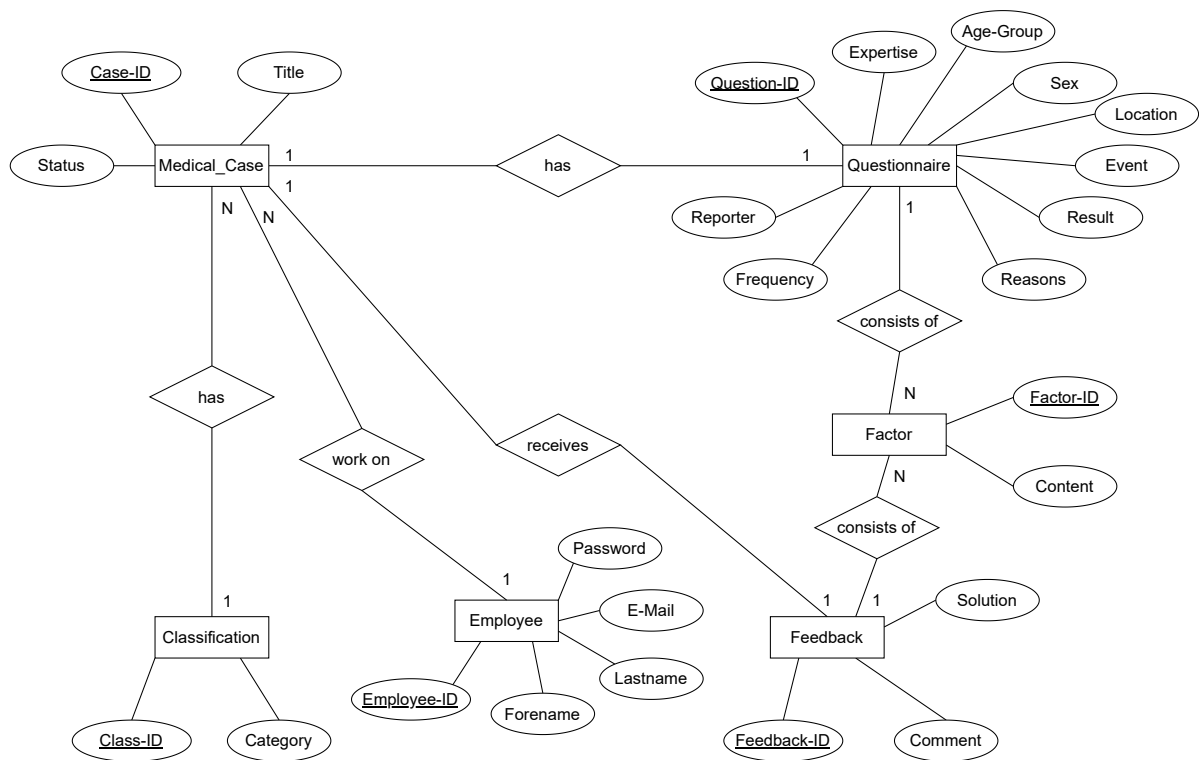 Age-Group
Expertise
Case-ID
Title
Question-ID
Sex
Location
Status
Medical_Case
1
has
1
Questionnaire
Event
1
N
N
1
Reporter
Result
Frequency
Reasons
consists of
has
N
Factor-ID
Factor
receives
work on
N
Content
consists of
Password
1
1
1
1
Solution
E-Mail
Employee
Classification
Feedback
Lastname
Employee-ID
Forename
Class-ID
Category
Feedback-ID
Comment